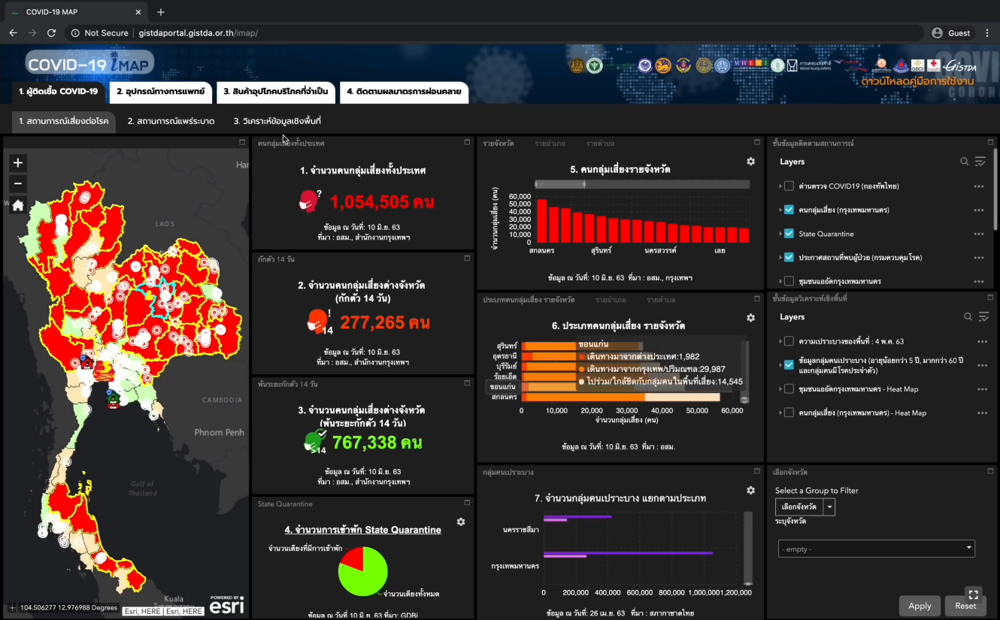 COVID-19 MAP
Not Secure
gistdaportal.gistda.or.th/imap/
Guest
COVID-19 iMAP
MHESI
การเคหะแห่งชาติ
GBDi
GISTDA
ดาวน์โหลดคู่มือการใช้งาน
1. ผู้ติดเชื้อ COVID-19
2. อุปกรณ์ทางการแพทย์
3. สินค้าอุปโภคบริโภคที่จำเป็น
4. ติดตามผลมาตรการผ่อนคลาย
1. สถานการณ์เสี่ยงต่อโรค
2. สถานการณ์แพร่ระบาด
3. วิเคราะห์ข้อมูลเชิงพื้นที่
LAOS
CAMBODIA
Phnom Penh
Gulf of
Thailand
Kuala
104.506277 12.976988 Degrees
Esri, HERE | Esri, HERE
POWERED BY
esri
คนกลุ่มเสี่ยงทั้งประเทศ
1. จำนวนคนกลุ่มเสี่ยงทั้งประเทศ
?
1,054,505 คน
ข้อมูล ณ วันที่: 10 มิ.ย. 63
ที่มา : อสม., สำนักงานกรุงเทพฯ
กักตัว 14 วัน
2. จำนวนคนกลุ่มเสี่ยงต่างจังหวัด
(กักตัว 14 วัน)
!
14
277,265 คน
ข้อมูล ณ วันที่: 10 มิ.ย. 63
ที่มา : อสม., สำนักงานกรุงเทพฯ
พ้นระยะกักตัว 14 วัน
3. จำนวนคนกลุ่มเสี่ยงต่างจังหวัด
(พ้นระยะกักตัว 14 วัน)
>14
767,338 คน
ข้อมูล ณ วันที่: 10 มิ.ย. 63
ที่มา : อสม., สำนักงานกรุงเทพฯ
State Quarantine
4. จำนวนการเข้าพัก State Quarantine
จำนวนเตียงที่มีการเข้าพัก
จำนวนเตียงทั้งหมด
ข้อมูล ณ วันที่ 10 มิ.ย. 63 ที่มา: GDBi
รายจังหวัด
รายอำเภอ
รายตำบล
5. คนกลุ่มเสี่ยงรายจังหวัด
จำนวนกลุ่มเสี่ยง (คน)
60,000
50,000
40,000
30,000
20,000
10,000
0
สกลนคร
สุรินทร์
นครสวรรค์
เลย
ข้อมูล ณ วันที่: 10 มิ.ย. 63 ที่มา : อสม., กรุงเทพฯ
ประเภทคนกลุ่มเสี่ยง รายจังหวัด
รายอำเภอ
รายตำบล
6. ประเภทคนกลุ่มเสี่ยง รายจังหวัด
สุรินทร์
อุดรธานี
บุรีรัมย์
ร้อยเอ็ด
ขอนแก่น
สกลนคร
ขอนแก่น
เดินทางมาจากต่างประเทศ:1,982
เดินทางมาจากกรุงเทพ/ปริมณฑล:29,987
ไปร่วม/ใกล้ชิดกับกลุ่มคนในพื้นที่เสี่ยง:14,545
0 10,000 20,000 30,000 40,000 50,000 60,000
จำนวนกลุ่มเสี่ยง (คน)
ข้อมูล ณ วันที่: 10 มิ.ย. 63 ที่มา : อสม.
กลุ่มคนเปราะบาง
7. จำนวนกลุ่มคนเปราะบาง แยกตามประเภท
นครราชสีมา
กรุงเทพมหานคร
0 200,000 400,000 600,000 800,000 1,000,000 1,200,000
ข้อมูล ณ วันที่: 26 เม.ย. 63 ที่มา : สภากาชาดไทย
ชั้นข้อมูลติดตามสถานการณ์
Layers
ด่านตรวจ COVID19 (กองทัพไทย)
คนกลุ่มเสี่ยง (กรุงเทพมหานคร)
State Quarantine
ประกาศสถานที่พบผู้ป่วย (กรมควบคุมโรค)
ชุมชนแออัดกรุงเทพมหานคร
ชั้นข้อมูลวิเคราะห์เชิงพื้นที่
Layers
ความเปราะบางของพื้นที่ : 4 พ.ค. 63
ข้อมูลกลุ่มคนเปราะบาง (อายุน้อยกว่า 5 ปี, มากกว่า 60 ปี
และกลุ่มคนมีโรคประจำตัว)
ชุมชนแออัดกรุงเทพมหานคร - Heat Map
คนกลุ่มเสี่ยง (กรุงเทพมหานคร) - Heat Map
เลือกจังหวัด
Select a Group to Filter
เลือกจังหวัด
ระบุจังหวัด
- empty -
Apply
Reset